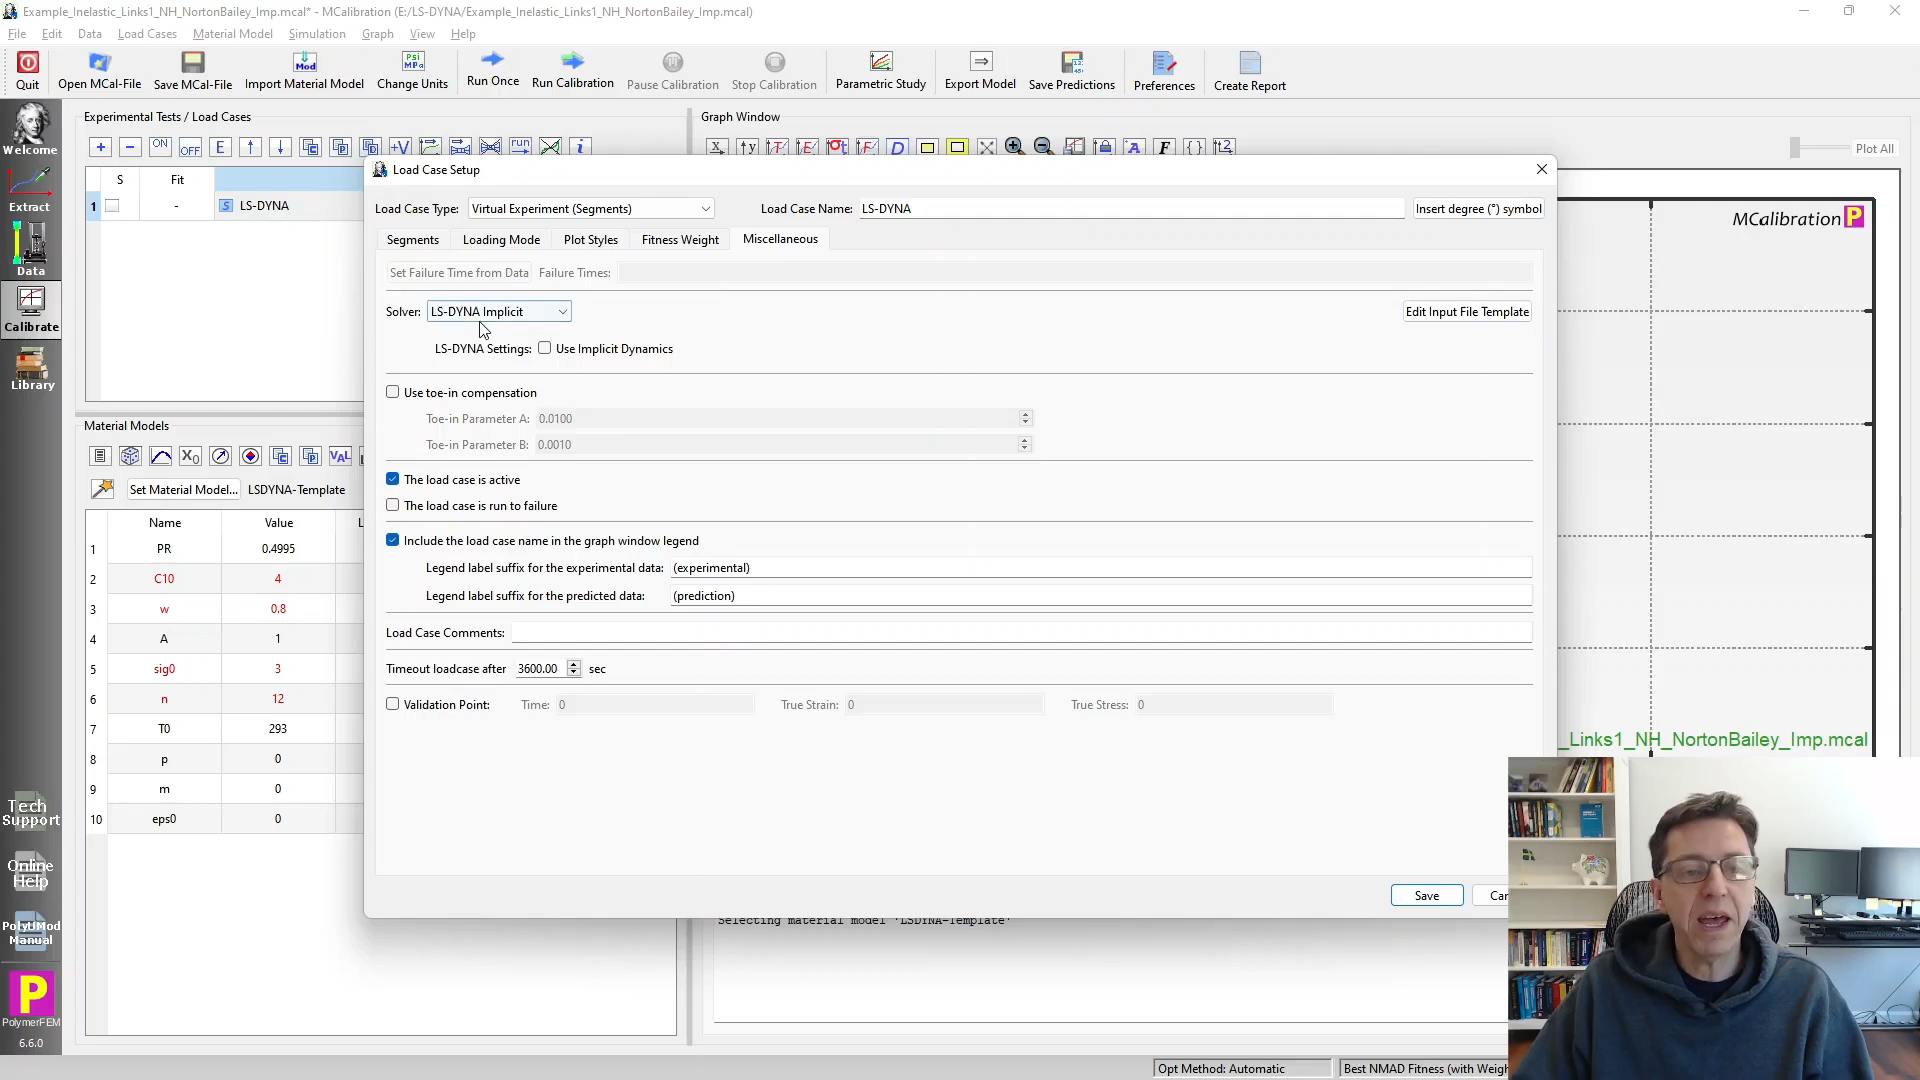 Example_Inelastic_Links1_NH_NortonBailey_Imp.mcal* - MCalibration (E:/LS-DYNA/Example_Inelastic_Links1_NH_NortonBailey_Imp.mcal)
File Edit Data Load Cases Material Model Simulation Graph View Help
Quit Open MCal-File Save MCal-File Import Material Model Change Units Run Once Run Calibration Pause Calibration Stop Calibration Parametric Study Export Model Save Predictions Preferences Create Report
Welcome
Extract
Data
Calibrate
Library
Tech Support
Online Help
PolyUMod Manual
PolymerFEM
6.6.0
Experimental Tests / Load Cases
S Fit
1 - S LS-DYNA
Graph Window
Plot All
MCalibration P
_Links1_NH_NortonBailey_Imp.mcal
Load Case Setup
Load Case Type: Virtual Experiment (Segments) Load Case Name: LS-DYNA Insert degree (°) symbol
Segments Loading Mode Plot Styles Fitness Weight Miscellaneous
Set Failure Time from Data Failure Times:
Solver: LS-DYNA Implicit Edit Input File Template
LS-DYNA Settings: Use Implicit Dynamics
Use toe-in compensation
Toe-in Parameter A: 0.0100
Toe-in Parameter B: 0.0010
The load case is active
The load case is run to failure
Include the load case name in the graph window legend
Legend label suffix for the experimental data: (experimental)
Legend label suffix for the predicted data: (prediction)
Load Case Comments:
Timeout loadcase after 3600.00 sec
Validation Point: Time: 0 True Strain: 0 True Stress: 0
Save Can
Material Models
Set Material Model... LSDYNA-Template
Name Value L
1 PR 0.4995
2 C10 4
3 w 0.8
4 A 1
5 sig0 3
6 n 12
7 T0 293
8 p 0
9 m 0
10 eps0 0
Selecting material model 'LSDYNA-Template'
Opt Method: Automatic Best NMAD Fitness (with Weigh